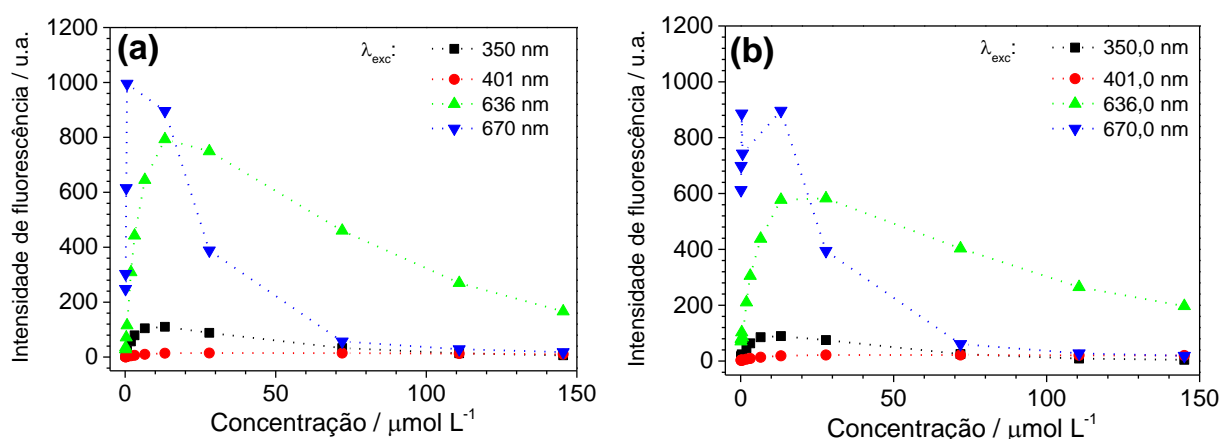 (a)
λexc:
350 nm
401 nm
636 nm
670 nm
1200
1000
800
600
400
200
0
Intensidade de fluorescência / u.a.
0 50 100 150
Concentração / μmol L-1
(b)
λexc:
350,0 nm
401,0 nm
636,0 nm
670,0 nm
1200
1000
800
600
400
200
0
Intensidade de fluorescência / u.a.
0 50 100 150
Concentração / μmol L-1